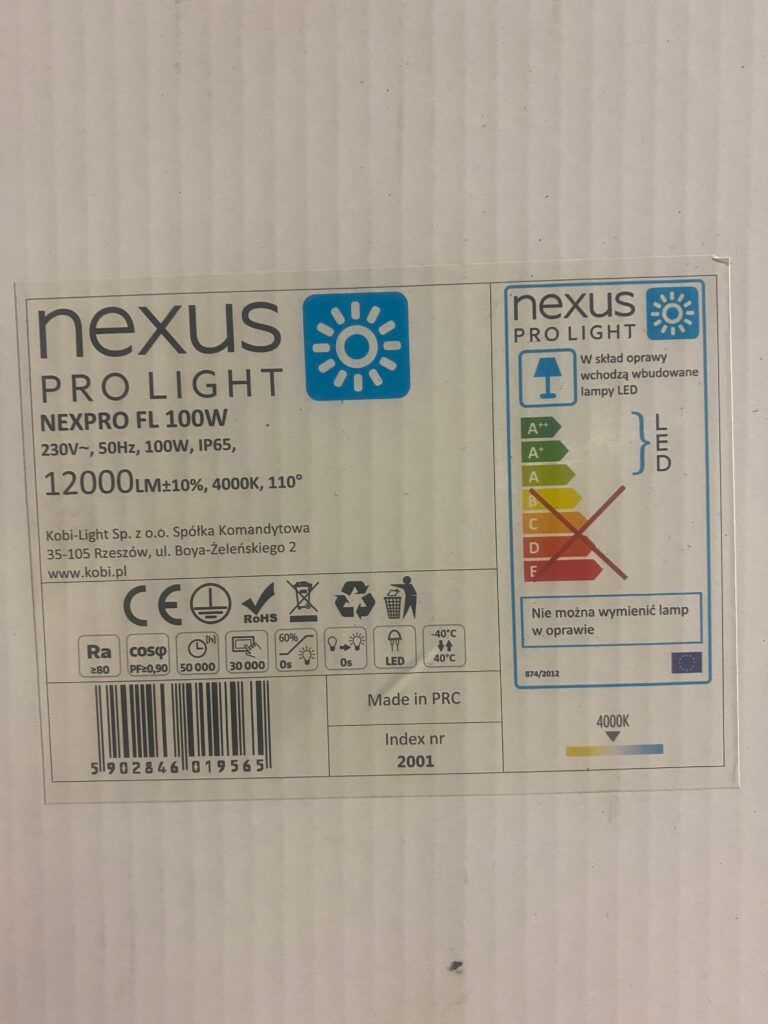 nexus
PRO LIGHT
NEXPRO FL 100W
230V~, 50Hz, 100W, IP65,
12000LM±10%, 4000K, 110°
Kobi-Light Sp. z o.o. Spółka Komandytowa
35-105 Rzeszów, ul. Boya-Żeleńskiego 2
www.kobi.pl
CE RoHS
Ra cosφ [h] 60%  -40°C
≥80 PF≥0,90 50 000 30 000 0s 0s LED 40°C
5 902846 019565
Made in PRC
Index nr
2001
nexus
PRO LIGHT
W skład oprawy
wchodzą wbudowane
lampy LED
A++
A+
A
B
C
D
E
LED
Nie można wymienić lamp
w oprawie
874/2012
4000K